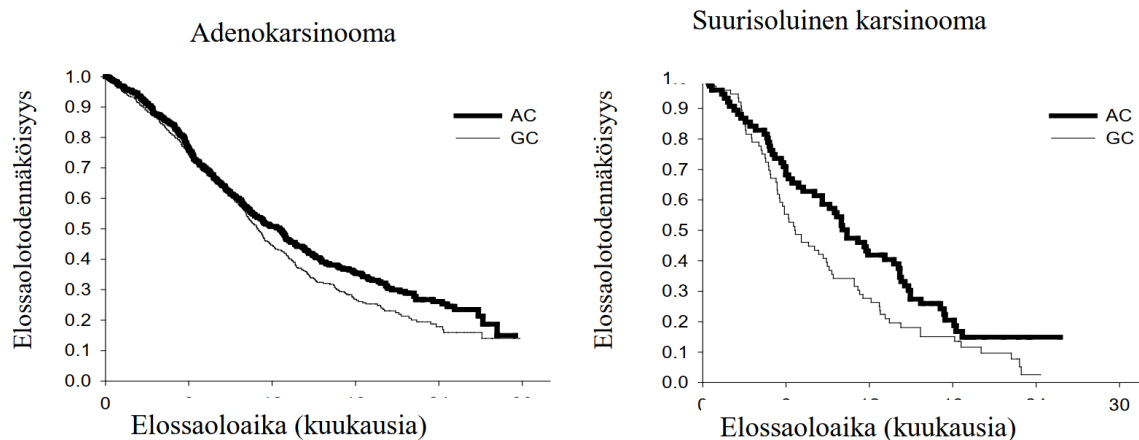 Adenokarsinooma
Elossaolotodennäköisyys
1.0
0.9
0.8
0.7
0.6
0.5
0.4
0.3
0.2
0.1
0.0
AC
GC
0
Elossaoloaika (kuukausia)
Suurisoluinen karsinooma
Elossaolotodennäköisyys
0.9
0.8
0.7
0.6
0.5
0.4
0.3
0.2
0.1
0.0
AC
GC
0 30
Elossaoloaika (kuukausia)